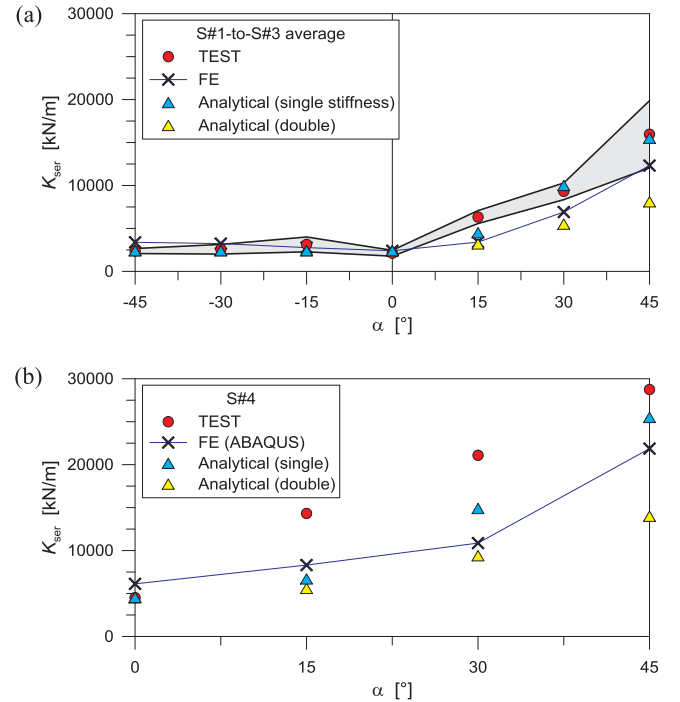 (a)
30000
20000
10000
0
K_ser [kN/m]
S#1-to-S#3 average
TEST
FE
Analytical (single stiffness)
Analytical (double)
-45 -30 -15 0 15 30 45
α [°]
(b)
30000
20000
10000
0
K_ser [kN/m]
S#4
TEST
FE (ABAQUS)
Analytical (single)
Analytical (double)
0 15 30 45
α [°]